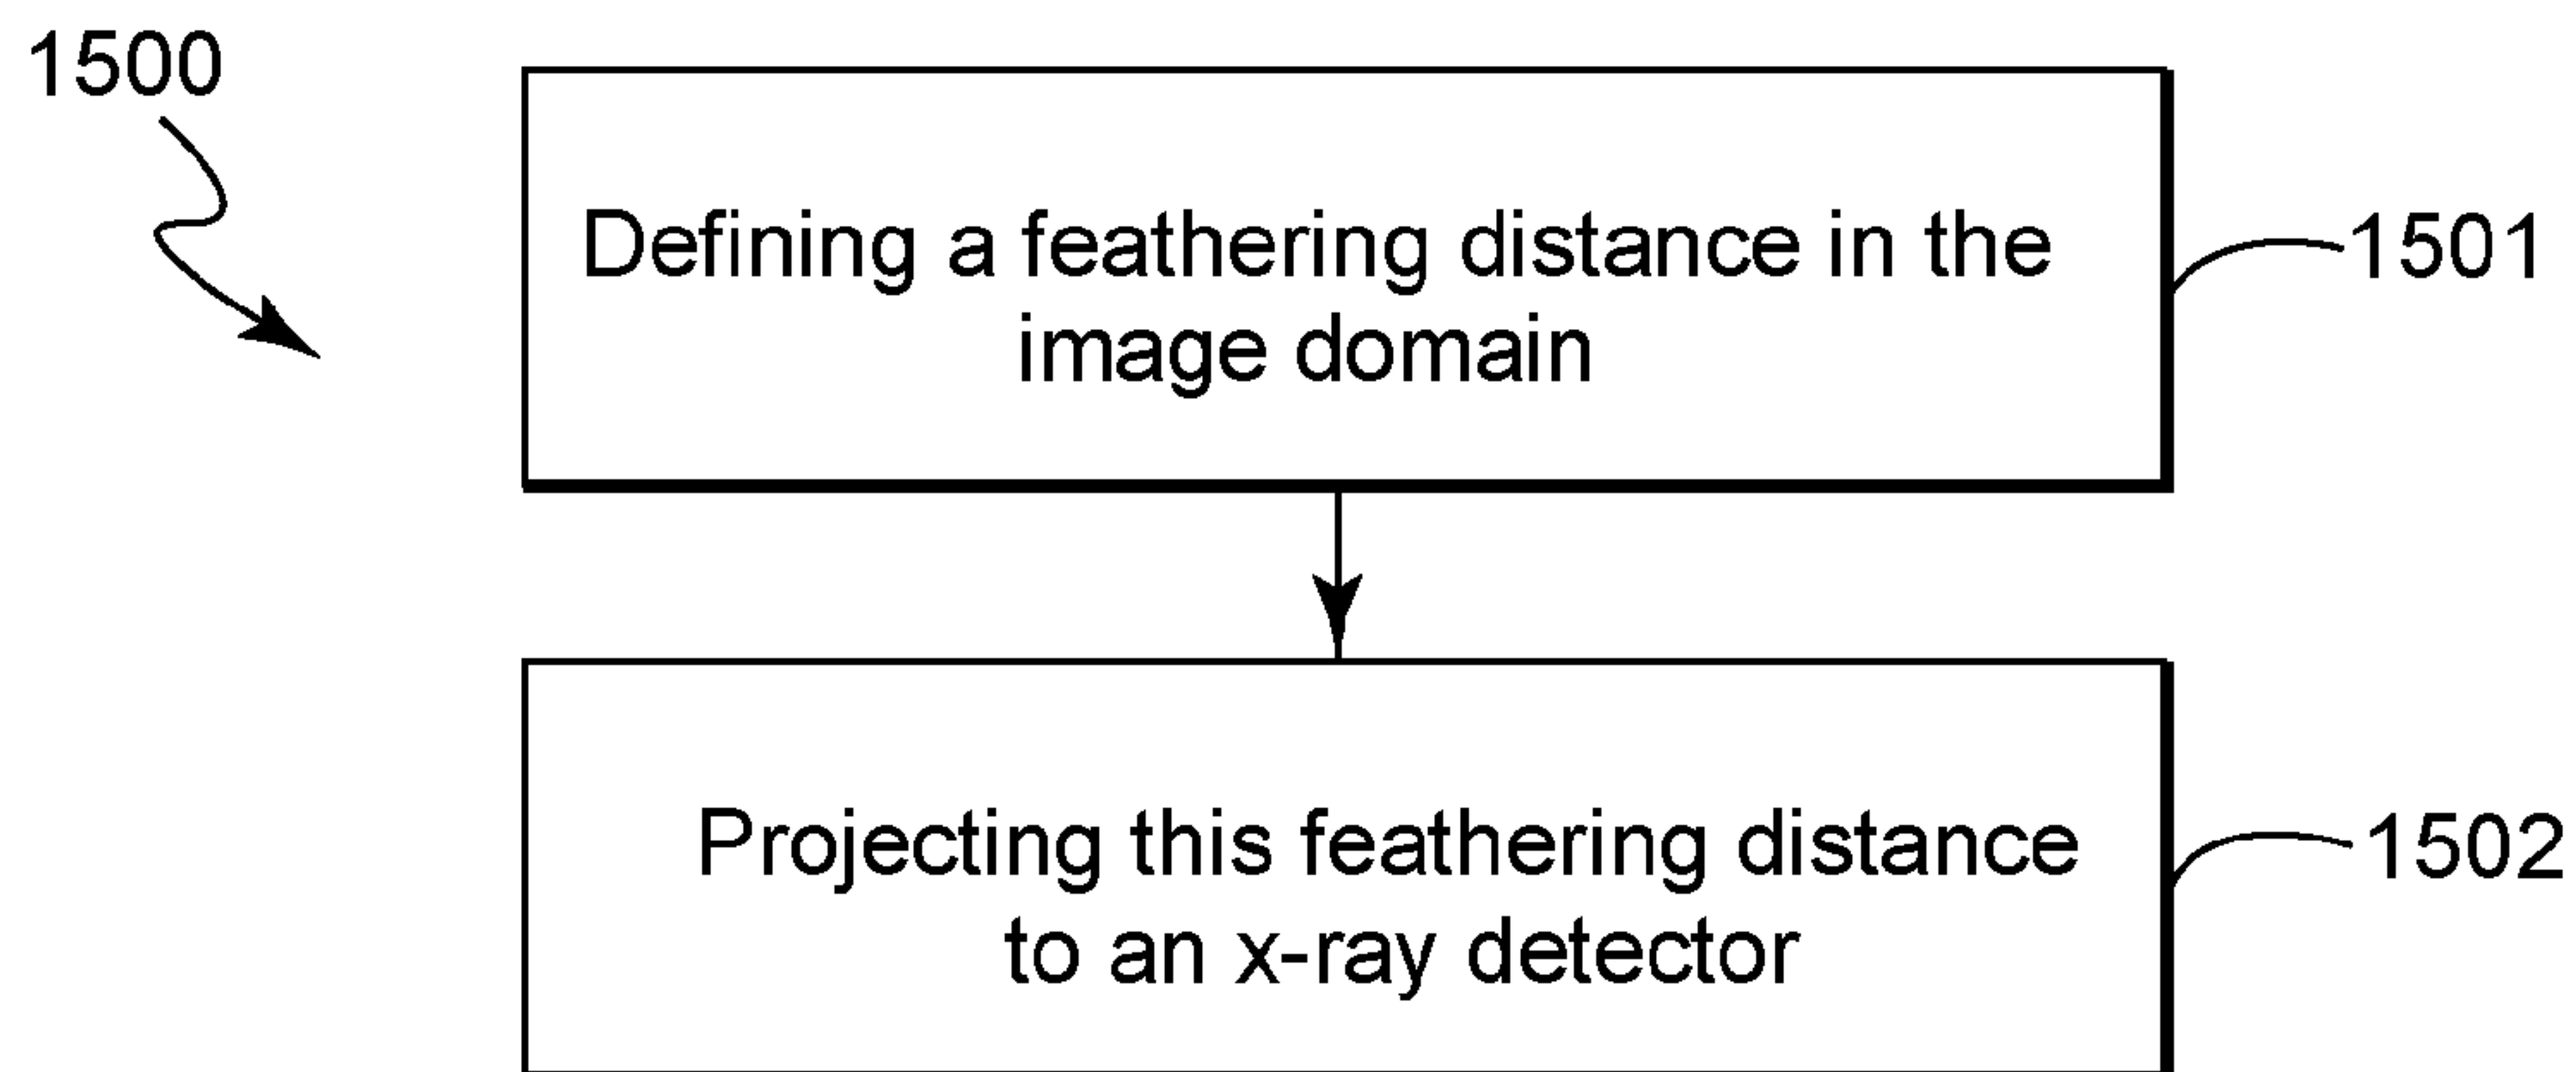 1500
Defining a feathering distance in the
image domain
1501
Projecting this feathering distance
to an x-ray detector
1502